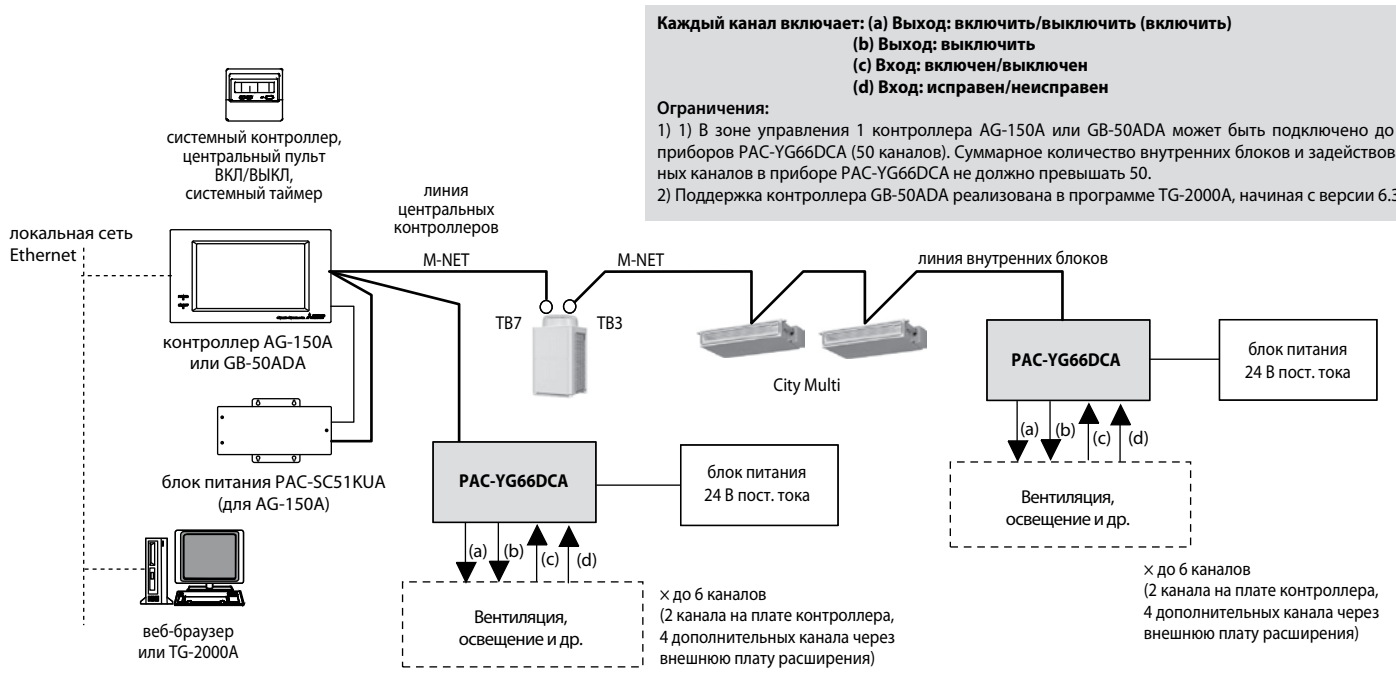 Каждый канал включает: (a) Выход: включить/выключить (включить)
(b) Выход: выключить
(c) Вход: включен/выключен
(d) Вход: исправен/неисправен
Ограничения:
1) 1) В зоне управления 1 контроллера AG-150A или GB-50ADA может быть подключено до
приборов PAC-YG66DCA (50 каналов). Суммарное количество внутренних блоков и задействов
ных каналов в приборе PAC-YG66DCA не должно превышать 50.
2) Поддержка контроллера GB-50ADA реализована в программе TG-2000A, начиная с версии 6.3
системный контроллер,
центральный пульт
ВКЛ/ВЫКЛ,
системный таймер
линия
центральных
контроллеров
локальная сеть
Ethernet
M-NET
M-NET
линия внутренних блоков
TB7
TB3
контроллер AG-150A
или GB-50ADA
City Multi
PAC-YG66DCA
блок питания
24 В пост. тока
(a)
(b)
(c)
(d)
Вентиляция,
освещение и др.
× до 6 каналов
(2 канала на плате контроллера,
4 дополнительных канала через
внешнюю плату расширения)
блок питания PAC-SC51KUA
(для AG-150A)
PAC-YG66DCA
блок питания
24 В пост. тока
(a)
(b)
(c)
(d)
Вентиляция,
освещение и др.
× до 6 каналов
(2 канала на плате контроллера,
4 дополнительных канала через
внешнюю плату расширения)
веб-браузер
или TG-2000A